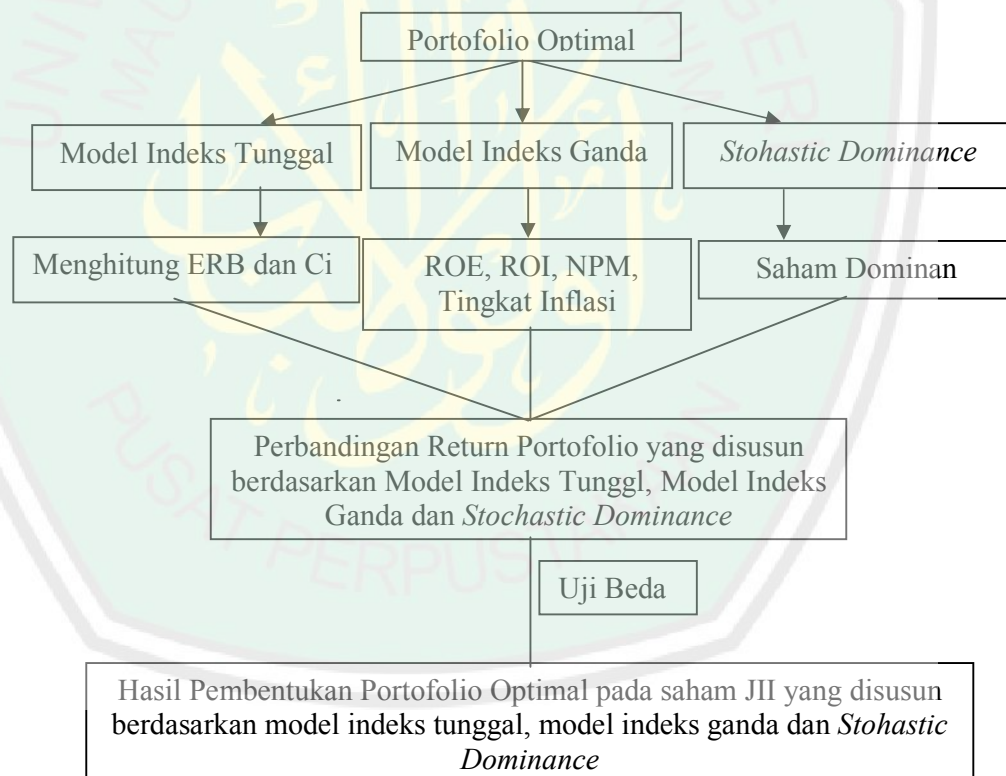 Portofolio Optimal
Model Indeks Tunggal
Model Indeks Ganda
Stohastic Dominance
Menghitung ERB dan Ci
ROE, ROI, NPM,
Tingkat Inflasi
Saham Dominan
Perbandingan Return Portofolio yang disusun
berdasarkan Model Indeks Tunggl, Model Indeks
Ganda dan Stochastic Dominance
Uji Beda
Hasil Pembentukan Portofolio Optimal pada saham JII yang disusun
berdasarkan model indeks tunggal, model indeks ganda dan Stohastic
Dominance
PUSAT PERPUSTAKAAN